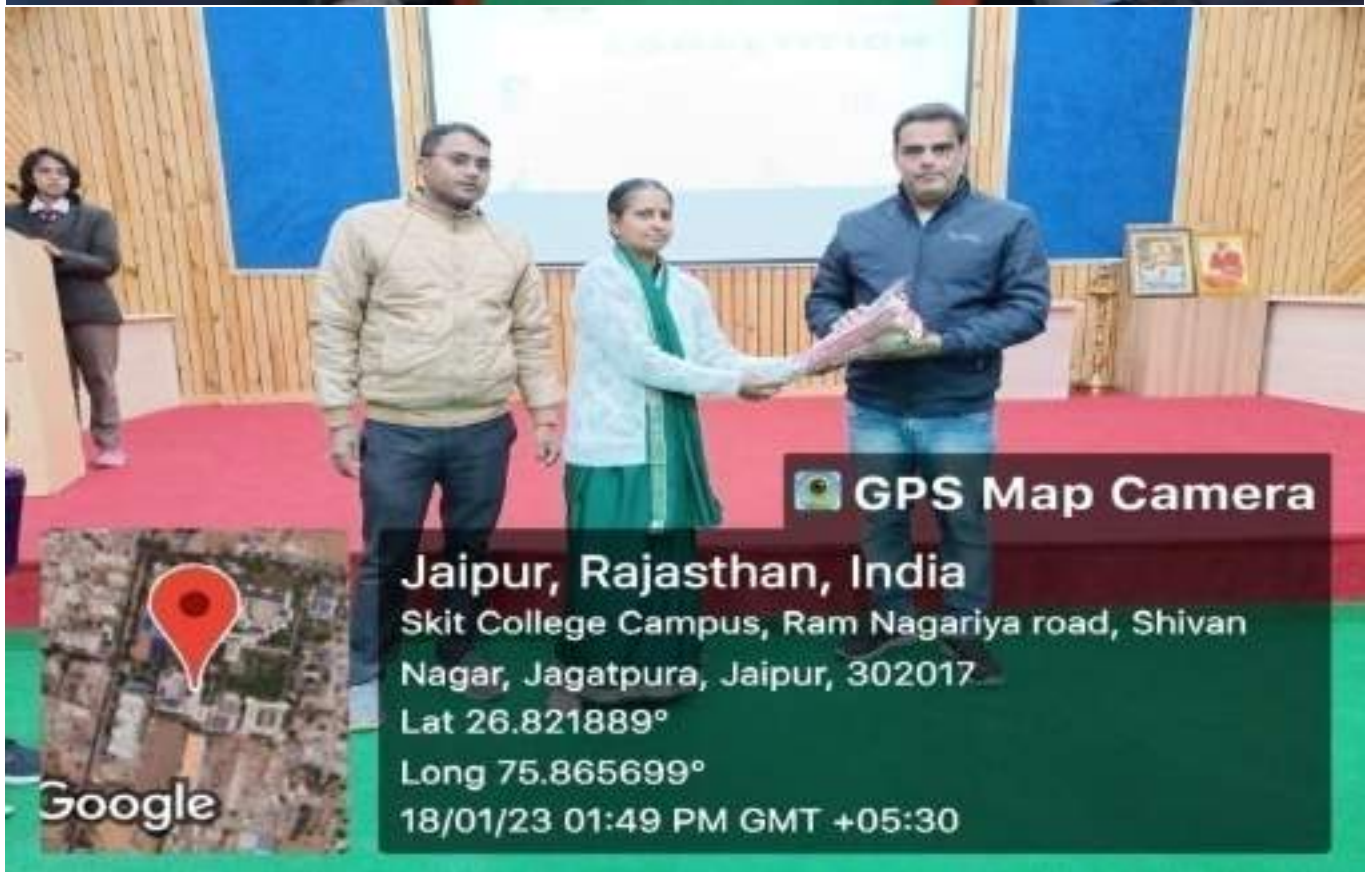 COMPETITION
GPS Map Camera
Jaipur, Rajasthan, India
Skit College Campus, Ram Nagariya road, Shivan
Nagar, Jagatpura, Jaipur, 302017
Lat 26.821889°
Long 75.865699°
18/01/23 01:49 PM GMT +05:30
Google